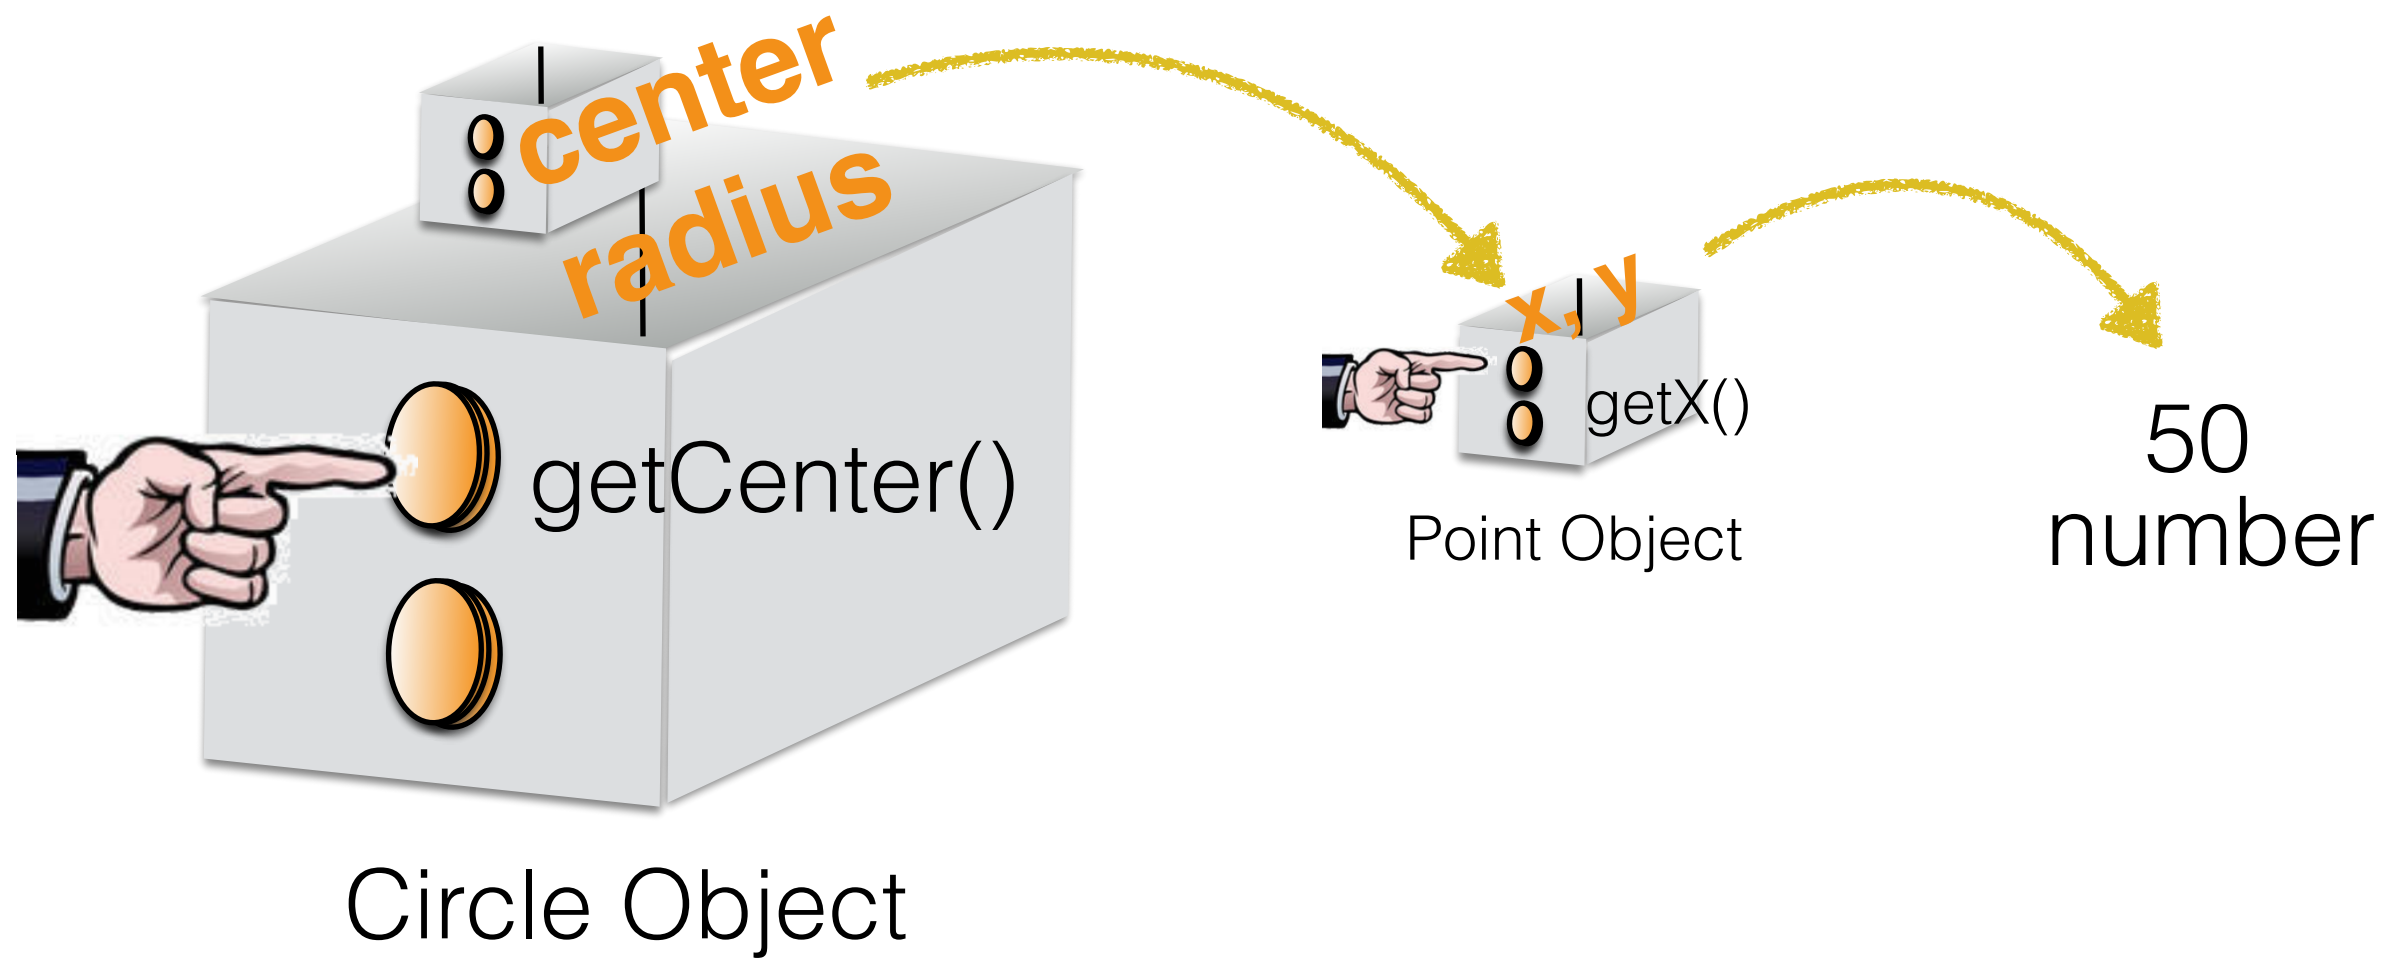 center
radius
getCenter()
Circle Object
x, y
getX()
Point Object
50
number